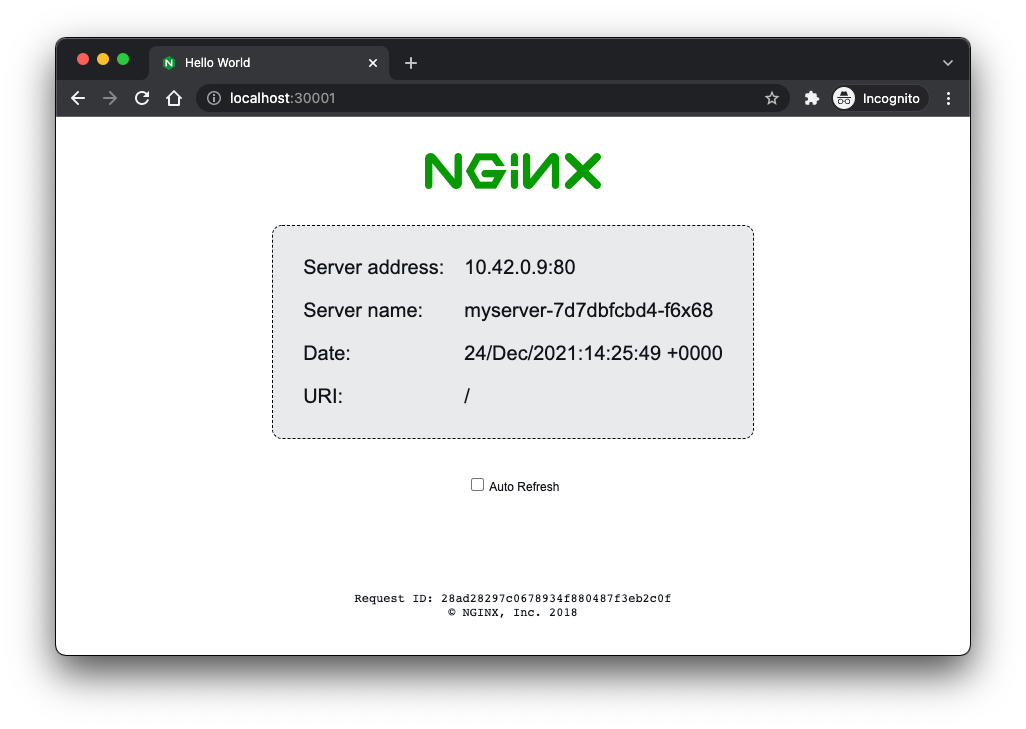 Hello World
localhost:30001
Incognito
NGINX
Server address: 10.42.0.9:80
Server name: myserver-7d7dbfcbd4-f6x68
Date: 24/Dec/2021:14:25:49 +0000
URI: /
Auto Refresh
Request ID: 28ad28297c0678934f880487f3eb2c0f
© NGINX, Inc. 2018